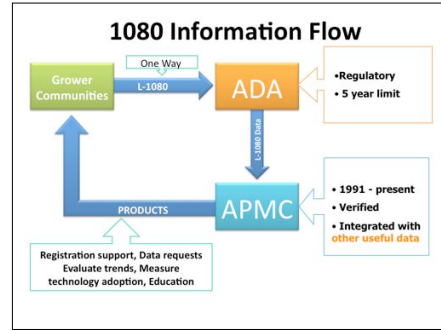 1080 Information Flow
One Way
Grower
Communities
L-1080
ADA
•Regulatory
• 5 year limit
L-1080 Data
PRODUCTS
APMC
• 1991 - present
• Verified
• Integrated with
other useful data
Registration support, Data requests
Evaluate trends, Measure
technology adoption, Education